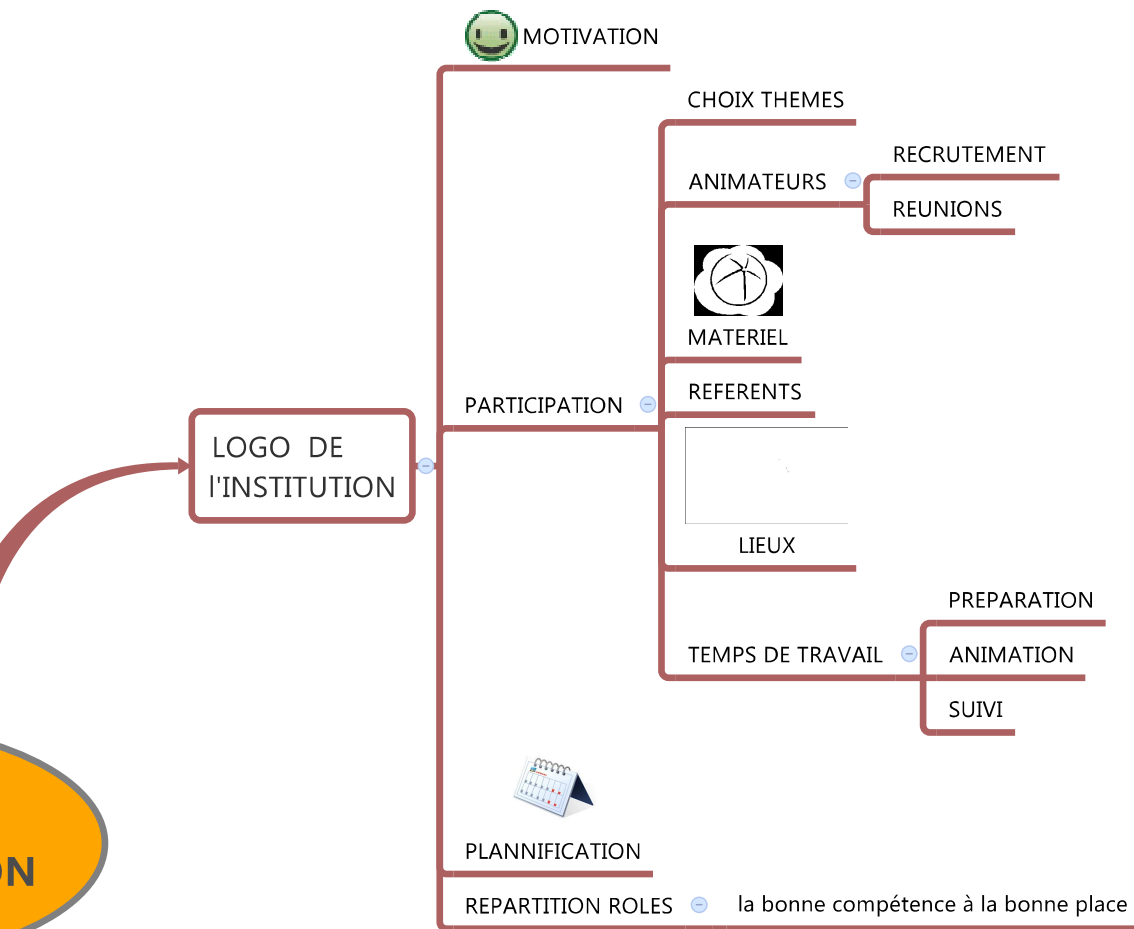 MOTIVATION
CHOIX THEMES
RECRUTEMENT
ANIMATEURS
REUNIONS
MATERIEL
REFERENTS
PARTICIPATION
LOGO DE
l'INSTITUTION
LIEUX
PREPARATION
TEMPS DE TRAVAIL
ANIMATION
SUIVI
PLANNIFICATION
ON
REPARTITION ROLES
la bonne compétence à la bonne place